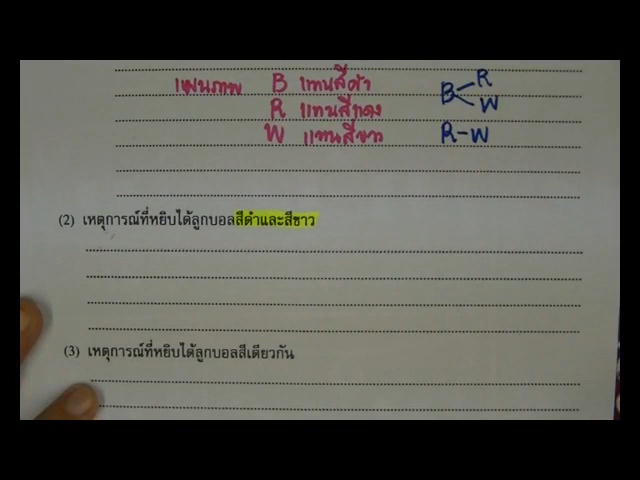 แผนภาพ B แทนสีดำ
R แทนสีแดง
W แทนสีขาว
B R
W
R-W
(2) เหตุการณ์ที่หยิบได้ลูกบอลสีดำและสีขาว
(3) เหตุการณ์ที่หยิบได้ลูกบอลสีเดียวกัน